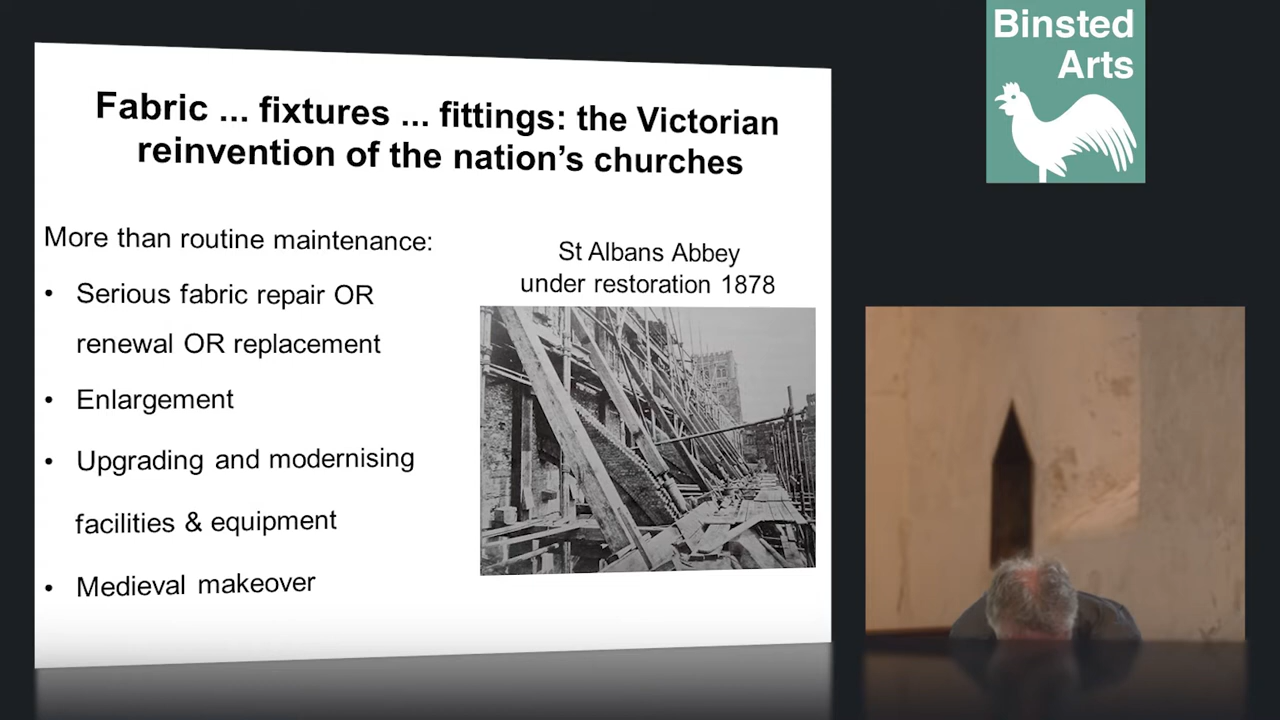 Fabric ... fixtures ... fittings: the Victorian
reinvention of the nation's churches
More than routine maintenance:
• Serious fabric repair OR
renewal OR replacement
• Enlargement
• Upgrading and modernising
facilities & equipment
• Medieval makeover
St Albans Abbey
under restoration 1878
Binsted
Arts